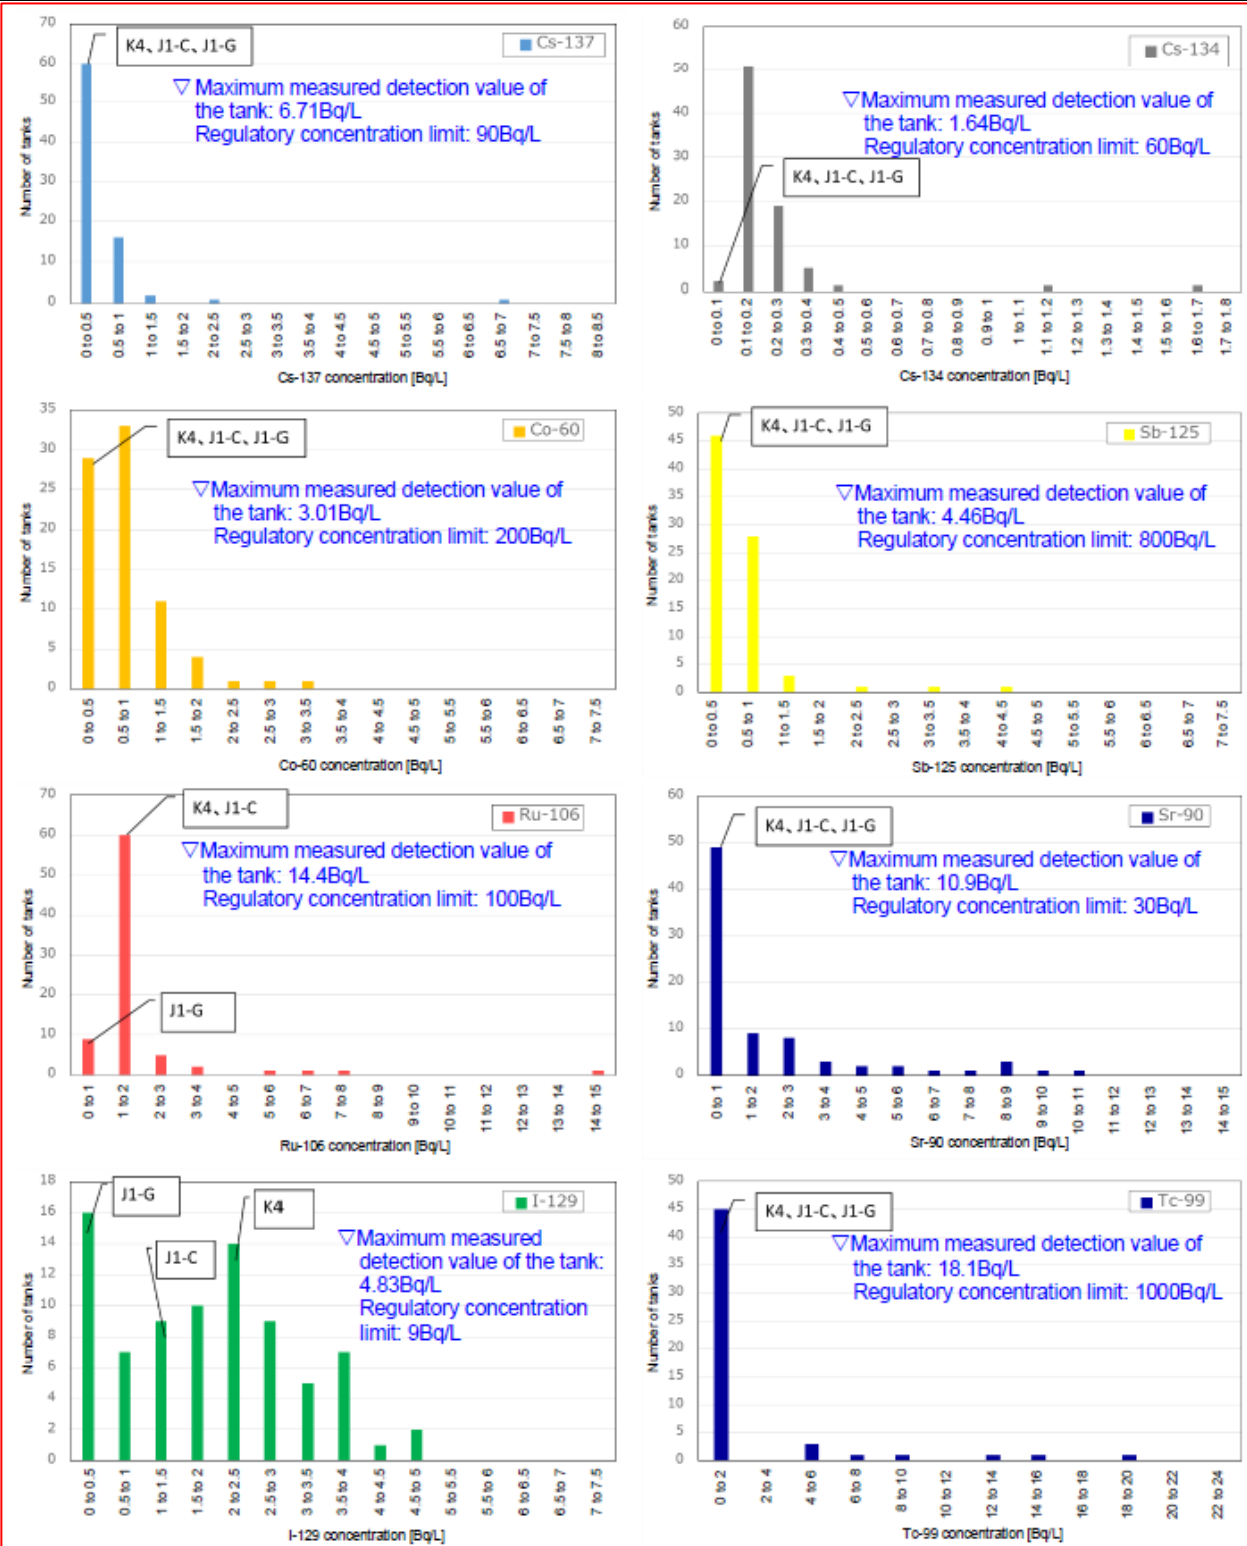 70
60
50
40
30
20
10
0
Number of tanks
K4、J1-C、J1-G
Cs-137
▽ Maximum measured detection value of
the tank: 6.71Bq/L
Regulatory concentration limit: 90Bq/L
0 to 0.5
0.5 to 1
1 to 1.5
1.5 to 2
2 to 2.5
2.5 to 3
3 to 3.5
3.5 to 4
4 to 4.5
4.5 to 5
5 to 5.5
5.5 to 6
6 to 6.5
6.5 to 7
7 to 7.5
7.5 to 8
8 to 8.5
Cs-137 concentration [Bq/L]
60
50
40
30
20
10
0
Number of tanks
Cs-134
▽Maximum measured detection value of
the tank: 1.64Bq/L
Regulatory concentration limit: 60Bq/L
K4、J1-C、J1-G
0 to 0.1
0.1 to 0.2
0.2 to 0.3
0.3 to 0.4
0.4 to 0.5
0.5 to 0.6
0.6 to 0.7
0.7 to 0.8
0.8 to 0.9
0.9 to 1
1 to 1.1
1.1 to 1.2
1.2 to 1.3
1.3 to 1.4
1.4 to 1.5
1.5 to 1.6
1.6 to 1.7
1.7 to 1.8
Cs-134 concentration [Bq/L]
35
30
25
20
15
10
5
0
Number of tanks
K4、J1-C、J1-G
Co-60
▽Maximum measured detection value of
the tank: 3.01Bq/L
Regulatory concentration limit: 200Bq/L
0 to 0.5
0.5 to 1
1 to 1.5
1.5 to 2
2 to 2.5
2.5 to 3
3 to 3.5
3.5 to 4
4 to 4.5
4.5 to 5
5 to 5.5
5.5 to 6
6 to 6.5
6.5 to 7
7 to 7.5
Co-60 concentration [Bq/L]
50
45
40
35
30
25
20
15
10
5
0
Number of tanks
K4、J1-C、J1-G
Sb-125
▽Maximum measured detection value of
the tank: 4.46Bq/L
Regulatory concentration limit: 800Bq/L
0 to 0.5
0.5 to 1
1 to 1.5
1.5 to 2
2 to 2.5
2.5 to 3
3 to 3.5
3.5 to 4
4 to 4.5
4.5 to 5
5 to 5.5
5.5 to 6
6 to 6.5
6.5 to 7
7 to 7.5
Sb-125 concentration [Bq/L]
70
60
50
40
30
20
10
0
Number of tanks
K4、J1-C
Ru-106
▽Maximum measured detection value of
the tank: 14.4Bq/L
Regulatory concentration limit: 100Bq/L
J1-G
0 to 1
1 to 2
2 to 3
3 to 4
4 to 5
5 to 6
6 to 7
7 to 8
8 to 9
9 to 10
10 to 11
11 to 12
12 to 13
13 to 14
14 to 15
Ru-106 concentration [Bq/L]
60
50
40
30
20
10
0
Number of tanks
K4、J1-C、J1-G
Sr-90
▽Maximum measured detection value of
the tank: 10.9Bq/L
Regulatory concentration limit: 30Bq/L
0 to 1
1 to 2
2 to 3
3 to 4
4 to 5
5 to 6
6 to 7
7 to 8
8 to 9
9 to 10
10 to 11
11 to 12
12 to 13
13 to 14
14 to 15
Sr-90 concentration [Bq/L]
18
16
14
12
10
8
6
4
2
0
Number of tanks
J1-G
J1-C
K4
I-129
▽Maximum measured
detection value of the tank:
4.83Bq/L
Regulatory concentration
limit: 9Bq/L
0 to 0.5
0.5 to 1
1 to 1.5
1.5 to 2
2 to 2.5
2.5 to 3
3 to 3.5
3.5 to 4
4 to 4.5
4.5 to 5
5 to 5.5
5.5 to 6
6 to 6.5
6.5 to 7
7 to 7.5
I-129 concentration [Bq/L]
50
45
40
35
30
25
20
15
10
5
0
Number of tanks
K4、J1-C、J1-G
Tc-99
▽Maximum measured detection value of
the tank: 18.1Bq/L
Regulatory concentration limit: 1000Bq/L
0 to 2
2 to 4
4 to 6
6 to 8
8 to 10
10 to 12
12 to 14
14 to 16
16 to 18
18 to 20
20 to 22
22 to 24
Tc-99 concentration [Bq/L]